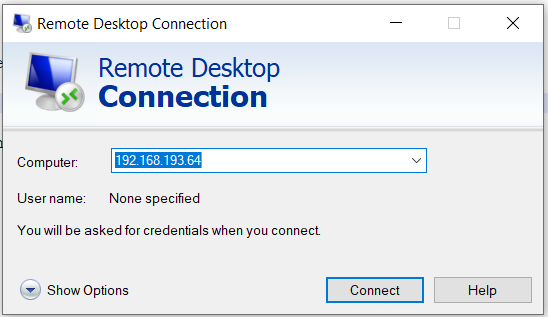 Remote Desktop Connection
Remote Desktop
Connection
Computer: 192.168.193.64
User name: None specified
You will be asked for credentials when you connect.
Show Options Connect Help